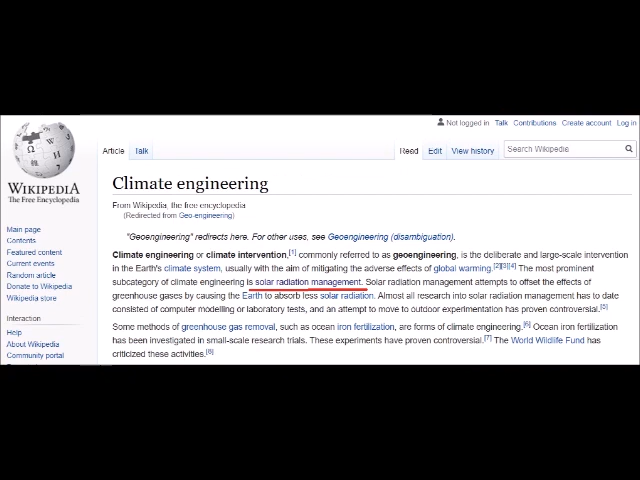 Not logged in Talk Contributions Create account Log in
Article Talk Read Edit View history Search Wikipedia
WIKIPEDIA
The Free Encyclopedia
Main page
Contents
Featured content
Current events
Random article
Donate to Wikipedia
Wikipedia store
Interaction
Help
About Wikipedia
Community portal
Climate engineering
From Wikipedia, the free encyclopedia
(Redirected from Geo-engineering)
"Geoengineering" redirects here. For other uses, see Geoengineering (disambiguation).
Climate engineering or climate intervention,[1] commonly referred to as geoengineering, is the deliberate and large-scale intervention
in the Earth's climate system, usually with the aim of mitigating the adverse effects of global warming.[2][3][4] The most prominent
subcategory of climate engineering is solar radiation management. Solar radiation management attempts to offset the effects of
greenhouse gases by causing the Earth to absorb less solar radiation. Almost all research into solar radiation management has to date
consisted of computer modelling or laboratory tests, and an attempt to move to outdoor experimentation has proven controversial.[5]
Some methods of greenhouse gas removal, such as ocean iron fertilization, are forms of climate engineering.[6] Ocean iron fertilization
has been investigated in small-scale research trials. These experiments have proven controversial.[7] The World Wildlife Fund has
criticized these activities.[8]